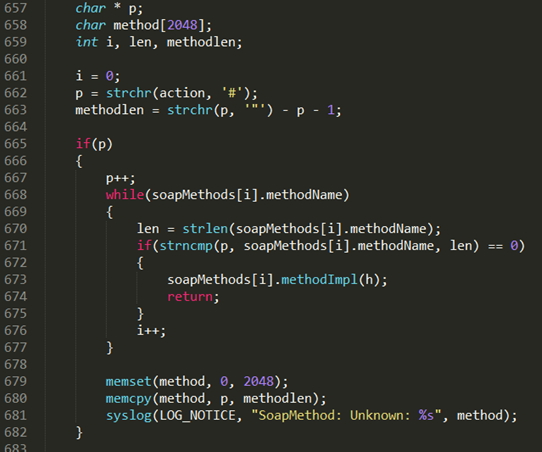 657 char * p;
658 char method[2048];
659 int i, len, methodlen;
660
661 i = 0;
662 p = strchr(action, '#');
663 methodlen = strchr(p, '"') - p - 1;
664
665 if(p)
666 {
667 p++;
668 while(soapMethods[i].methodName)
669 {
670 len = strlen(soapMethods[i].methodName);
671 if(strncmp(p, soapMethods[i].methodName, len) == 0)
672 {
673 soapMethods[i].methodImpl(h);
674 return;
675 }
676 i++;
677 }
678
679 memset(method, 0, 2048);
680 memcpy(method, p, methodlen);
681 syslog(LOG_NOTICE, "SoapMethod: Unknown: %s", method);
682 }
683